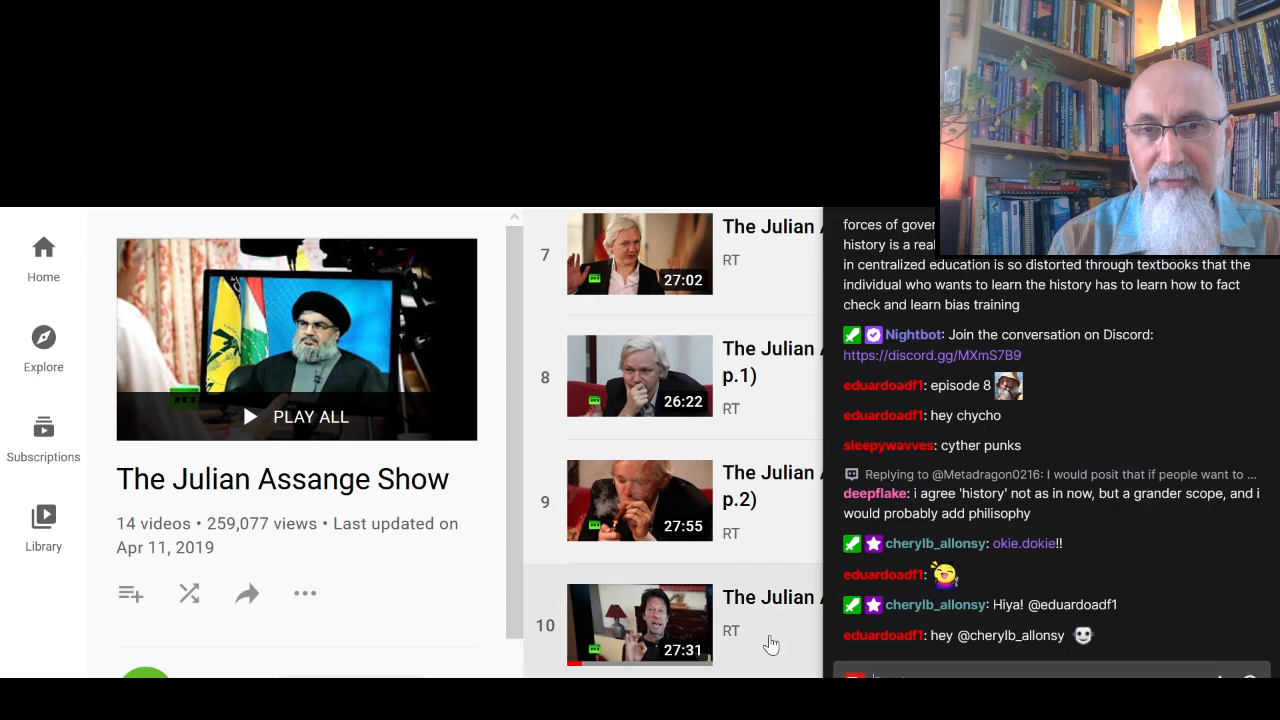 Home
Explore
Subscriptions
Library
PLAY ALL
The Julian Assange Show
14 videos • 259,077 views • Last updated on
Apr 11, 2019
7
27:02
The Julian
RT
8
26:22
The Julian
p.1)
RT
9
27:55
The Julian
p.2)
RT
10
27:31
The Julian
RT
forces of
history is a
in centralized education is so distorted through textbooks that the
individual who wants to learn the history has to learn how to fact
check and learn bias training
Nightbot: Join the conversation on Discord:
https://discord.gg/MXmS7B9
eduardoadf1: episode 8
eduardoadf1: hey chycho
sleepywavves: cyther punks
Replying to @Metadragon0216: I would posit that if people want to ...
deepflake: i agree 'history' not as in now, but a grander scope, and i
would probably add philisophy
cherylb_allonsy: okie.dokie!!
eduardoadf1:
cherylb_allonsy: Hiya! @eduardoadf1
eduardoadf1: hey @cherylb_allonsy